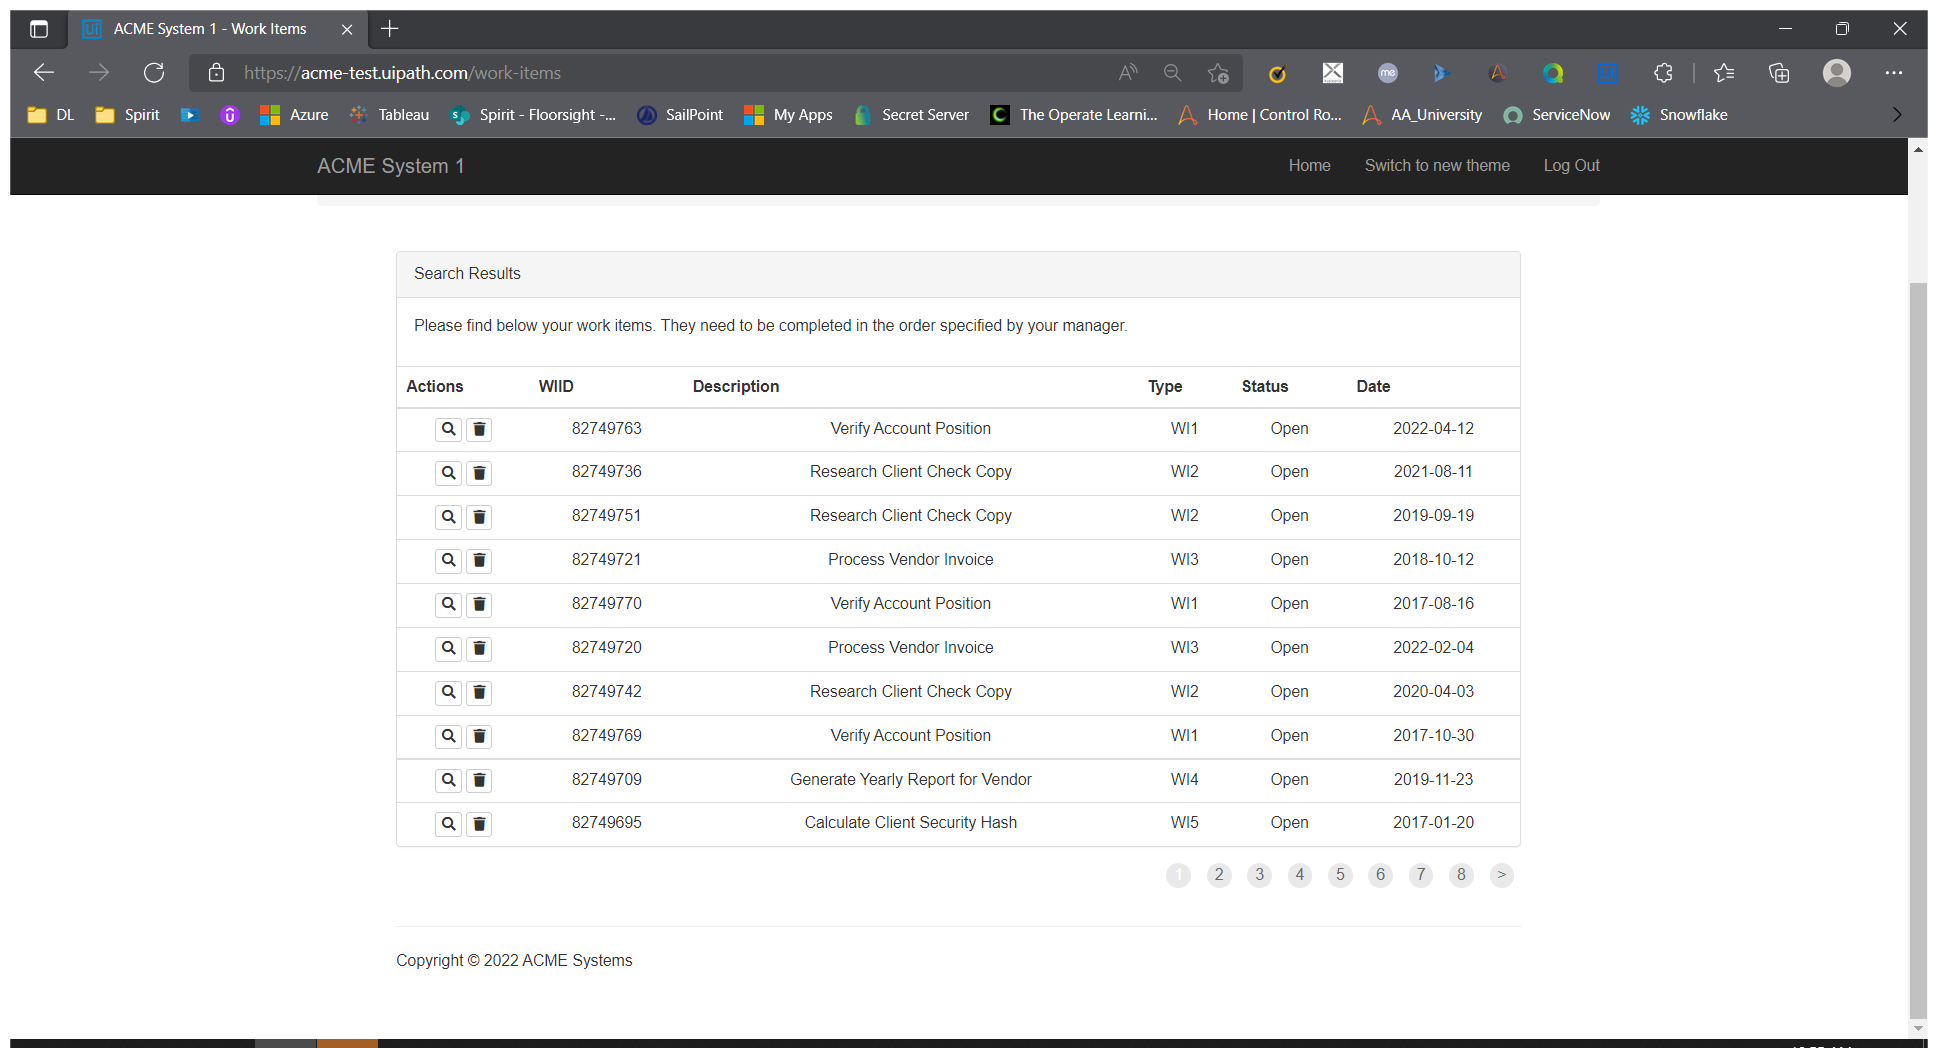 ACME System 1 - Work Items
https://acme-test.uipath.com/work-items
DL Spirit Azure Tableau Spirit - Floorsight -... SailPoint My Apps Secret Server The Operate Learni... Home | Control Ro... AA_University ServiceNow Snowflake
ACME System 1 Home Switch to new theme Log Out
Search Results
Please find below your work items. They need to be completed in the order specified by your manager.
Actions WIID Description Type Status Date
82749763 Verify Account Position WI1 Open 2022-04-12
82749736 Research Client Check Copy WI2 Open 2021-08-11
82749751 Research Client Check Copy WI2 Open 2019-09-19
82749721 Process Vendor Invoice WI3 Open 2018-10-12
82749770 Verify Account Position WI1 Open 2017-08-16
82749720 Process Vendor Invoice WI3 Open 2022-02-04
82749742 Research Client Check Copy WI2 Open 2020-04-03
82749769 Verify Account Position WI1 Open 2017-10-30
82749709 Generate Yearly Report for Vendor WI4 Open 2019-11-23
82749695 Calculate Client Security Hash WI5 Open 2017-01-20
1 2 3 4 5 6 7 8 >
Copyright © 2022 ACME Systems